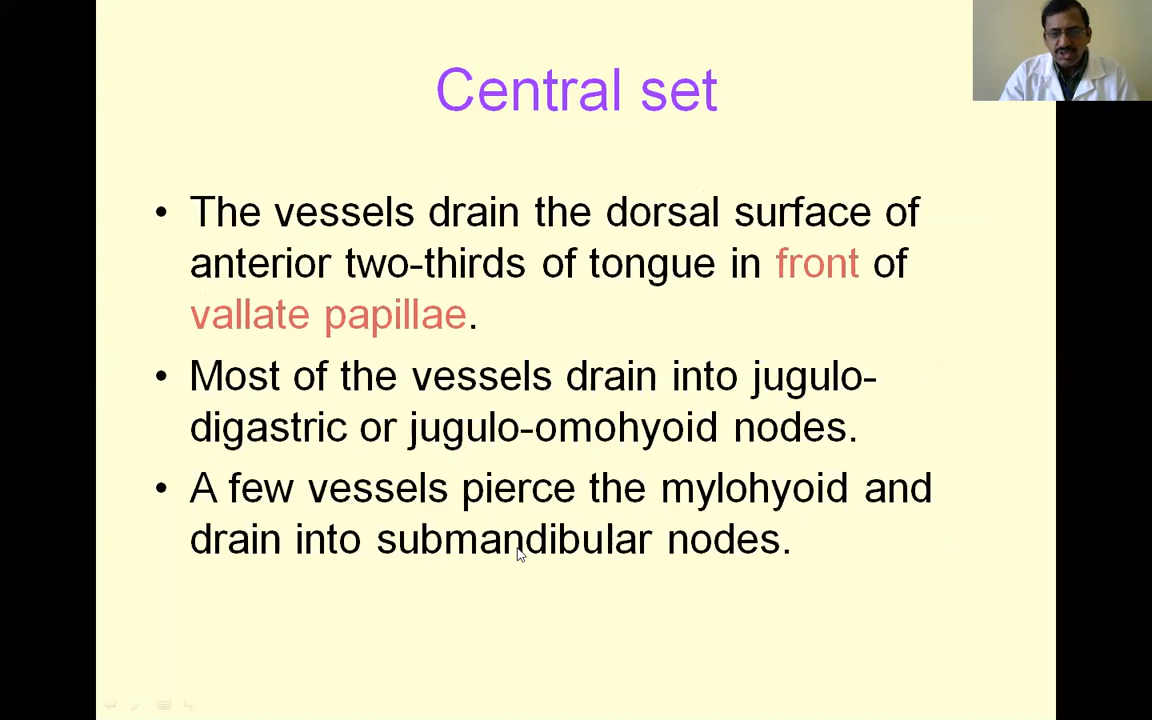 Central set
• The vessels drain the dorsal surface of
anterior two-thirds of tongue in front of
vallate papillae.
• Most of the vessels drain into jugulo-
digastric or jugulo-omohyoid nodes.
• A few vessels pierce the mylohyoid and
drain into submandibular nodes.